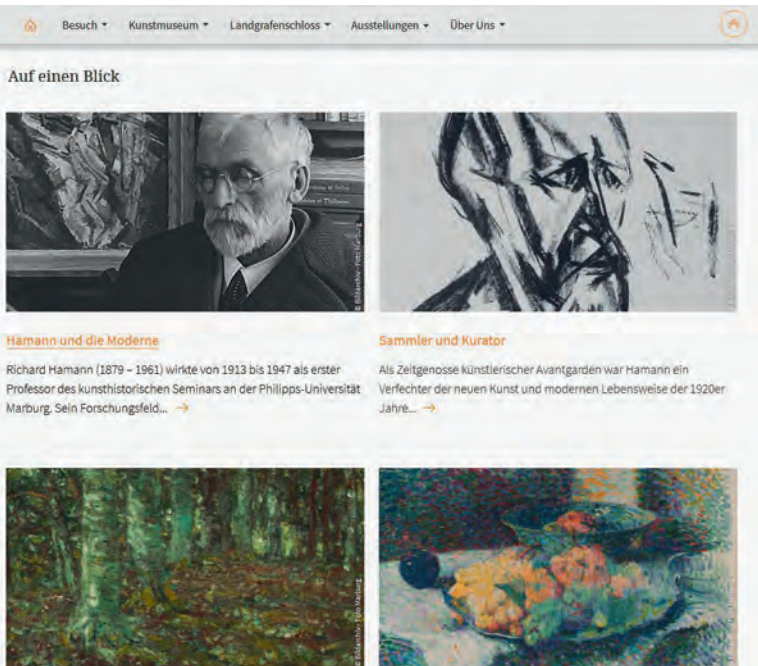 Besuch Kunstmuseum Landgrafenschloss Ausstellungen Über Uns
Auf einen Blick
© Bildarchiv- Foto Marburg
Hamann und die Moderne
Richard Hamann (1879 – 1961) wirkte von 1913 bis 1947 als erster
Professor des kunsthistorischen Seminars an der Philipps-Universität
Marburg. Sein Forschungsfeld... →
Sammler und Kurator
Als Zeitgenosse künstlerischer Avantgarden war Hamann ein
Verfechter der neuen Kunst und modernen Lebensweise der 1920er
Jahre... →
© Bildarchiv- Foto Marburg